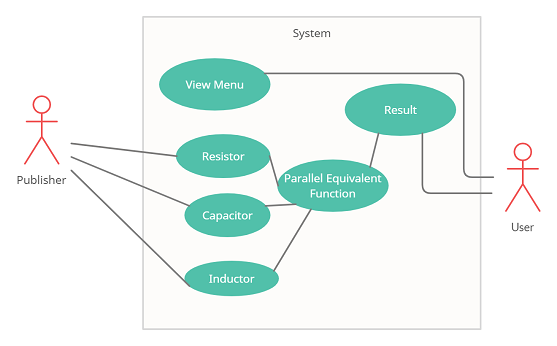 System
View Menu
Result
Resistor
Publisher
Parallel Equivalent
Function
Capacitor
User
Inductor